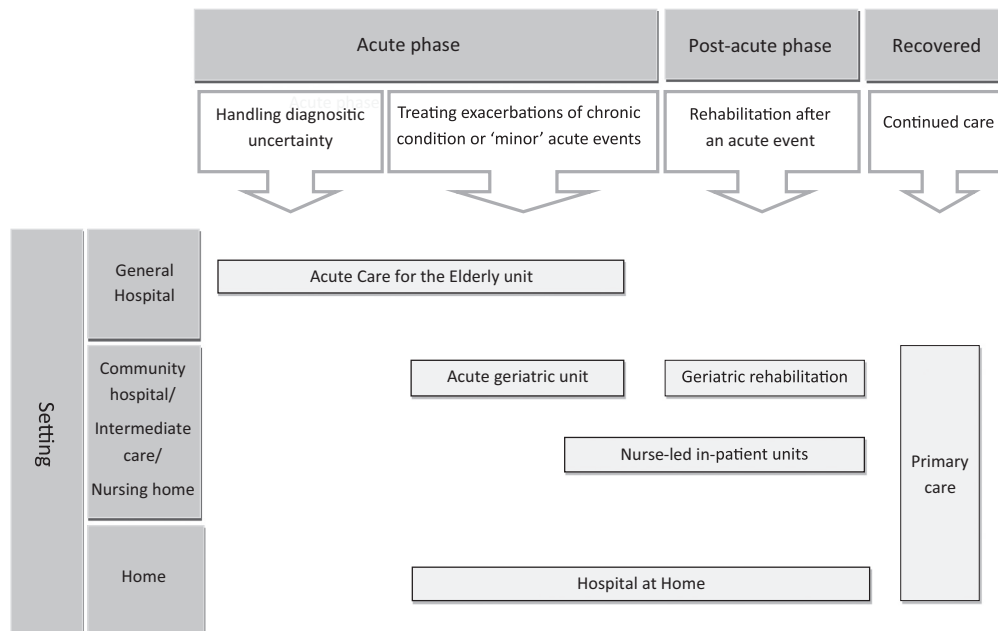 Acute phase
Post-acute phase
Recovered
Acute phase
Handling diagnositic
uncertainty
Treating exacerbations of chronic
condition or ‘minor’ acute events
Rehabilitation after
an acute event
Continued care
Setting
General
Hospital
Acute Care for the Elderly unit
Community
hospital/
Intermediate
care/
Nursing home
Acute geriatric unit
Geriatric rehabilitation
Nurse-led in-patient units
Primary
care
Home
Hospital at Home